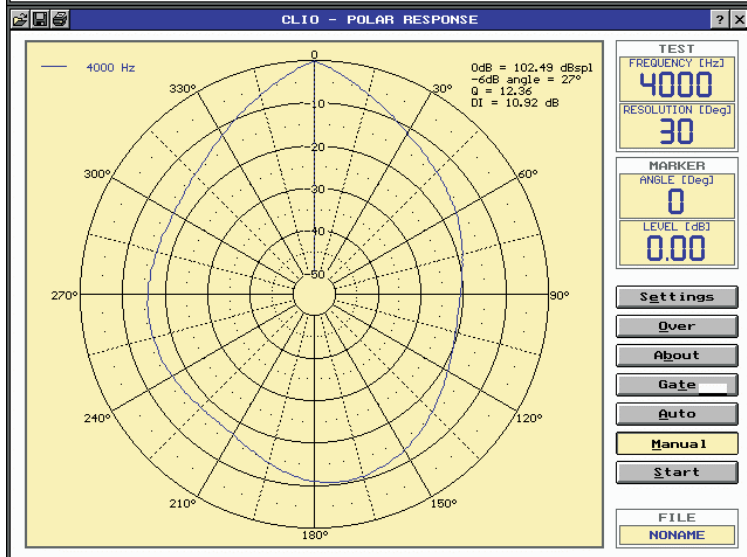 CLIO - POLAR RESPONSE
? X
4000 Hz
0dB = 102.49 dBspl
-6dB angle = 27°
Q = 12.36
DI = 10.92 dB
0
330°
30°
-10
-20
300°
60°
-30
-40
-50
270°
90°
240°
120°
210°
150°
180°
TEST
FREQUENCY [Hz]
4000
RESOLUTION [Deg]
30
MARKER
ANGLE [Deg]
0
LEVEL [dB]
0.00
Settings
Over
About
Gate
Auto
Manual
Start
FILE
NONAME